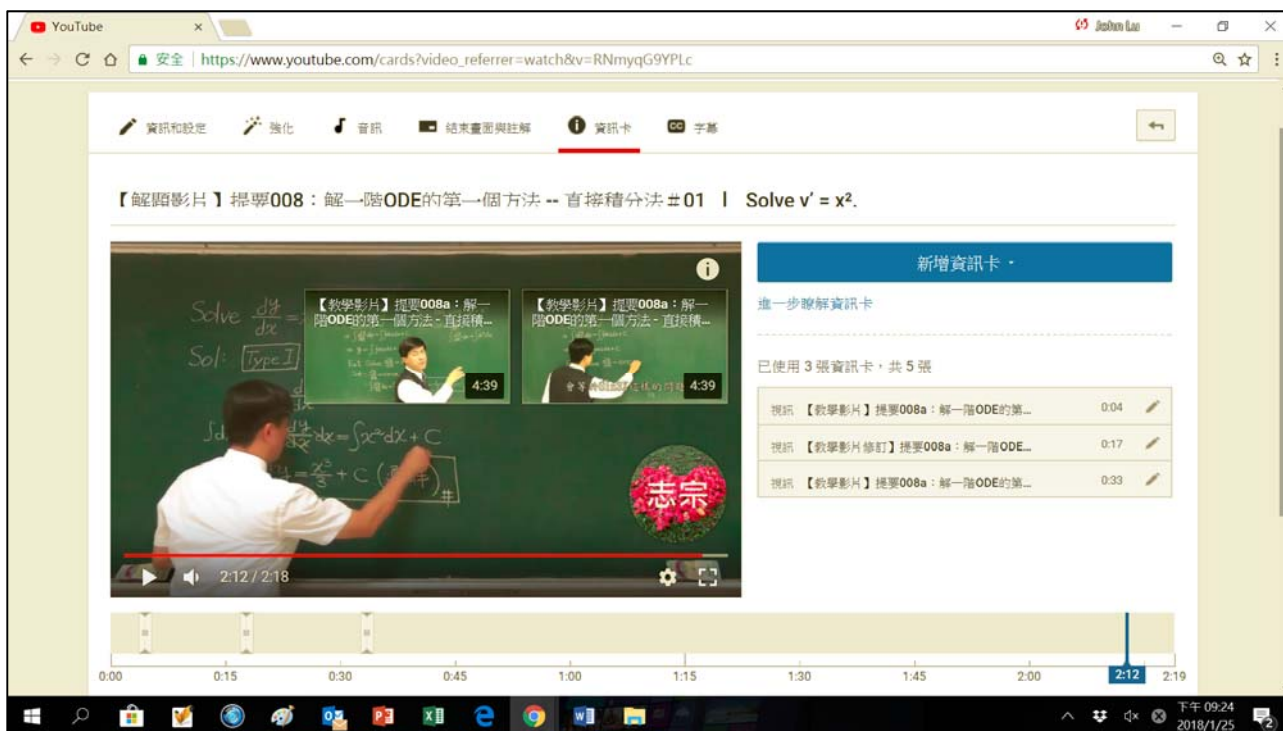 YouTube
John Lu
安全 | https://www.youtube.com/cards?video_referrer=watch&v=RNmyqG9YPLc
資訊和設定 強化 音訊 結束畫面與註解 資訊卡 CC 字幕
【解題影片】提要008：解一階ODE的第一個方法 -- 直接積分法＃01 | Solve y' = x².
新增資訊卡
進一步瞭解資訊卡
已使用 3 張資訊卡，共 5 張
視訊 【教學影片】提要008a：解一階ODE的第... 0:04
視訊 【教學影片修訂】提要008a：解一階ODE... 0:17
視訊 【教學影片】提要008a：解一階ODE的第... 0:33
【教學影片】提要008a：解一
階ODE的第一個方法 - 直接積...
4:39
【教學影片】提要008a：解一
階ODE的第一個方法 - 直接積...
4:39
Solve dy/dx =
Sol: Type I
dy/dx dx = ∫x²dx + C
= x³/3 + C
#
志宗
2:12 / 2:18
0:00 0:15 0:30 0:45 1:00 1:15 1:30 1:45 2:00 2:12 2:19
下午 09:24
2018/1/25
2